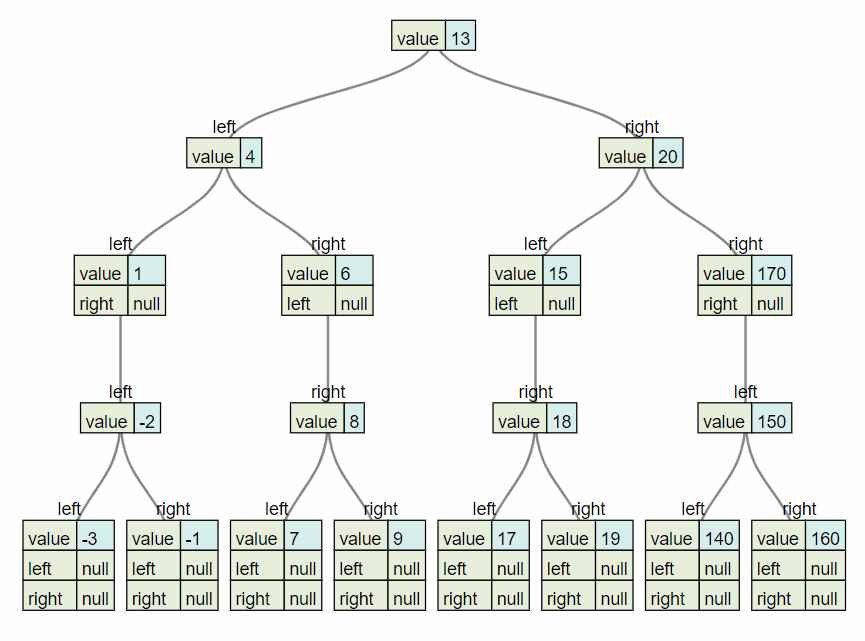 value 13
left right
value 4 value 20
left right left right
value 1 value 6 value 15 value 170
right null left null left null right null
left right right left
value -2 value 8 value 18 value 150
left right left right left right left right
value -3 value -1 value 7 value 9 value 17 value 19 value 140 value 160
left null left null left null left null left null left null left null left null
right null right null right null right null right null right null right null right null